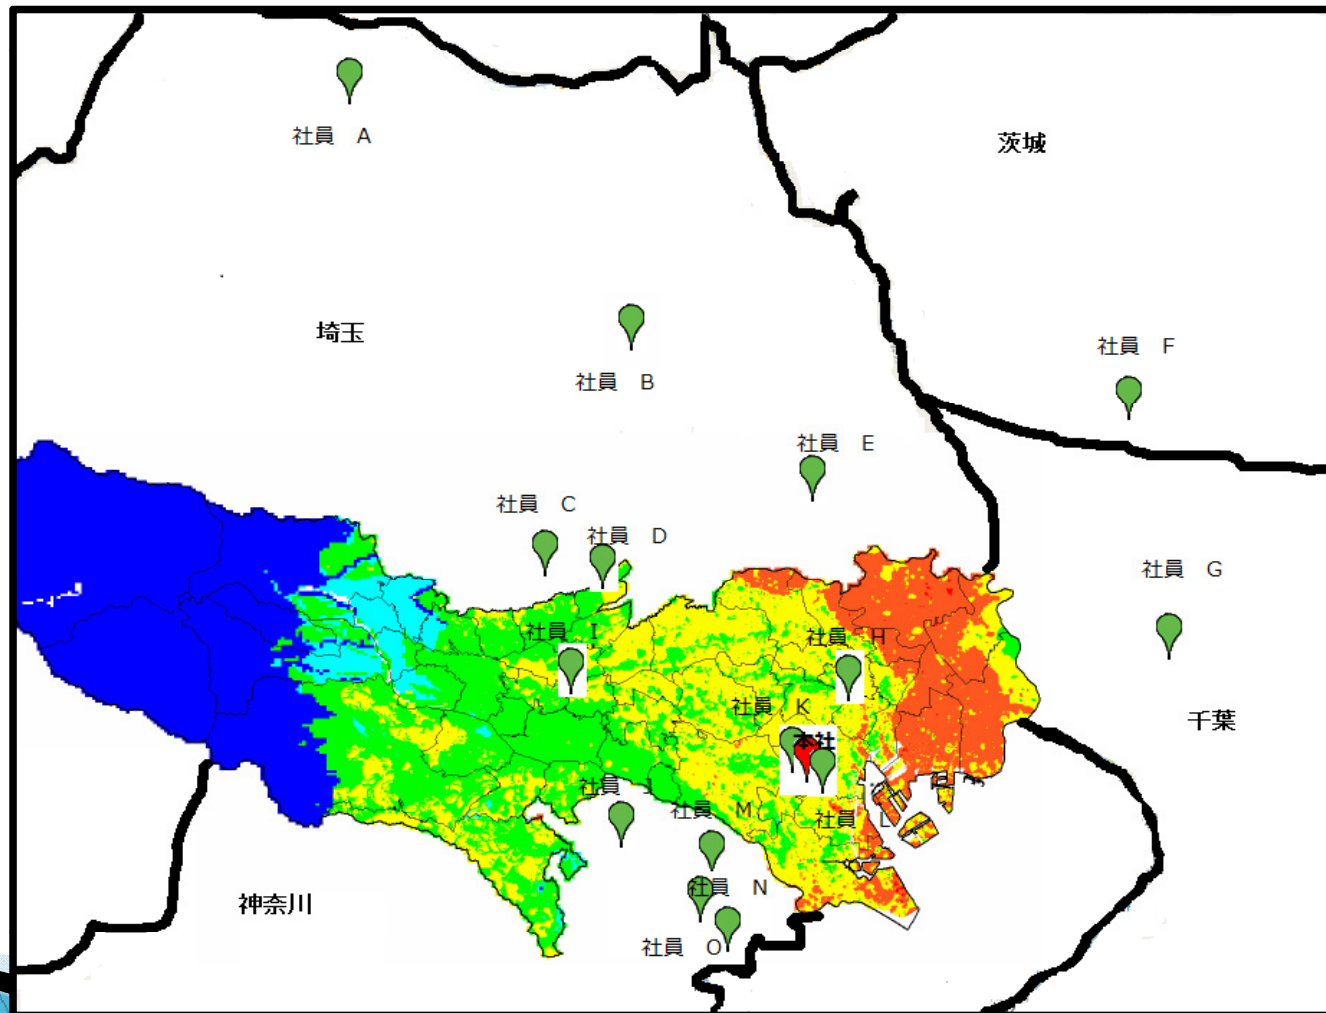 社員 A
茨城
埼玉
社員 F
社員 B
社員 E
社員 C
社員 D
社員 G
社員 I
社員 H
社員 K
千葉
本社
社員 J
社員 M
社員 L
社員 N
神奈川
社員 O